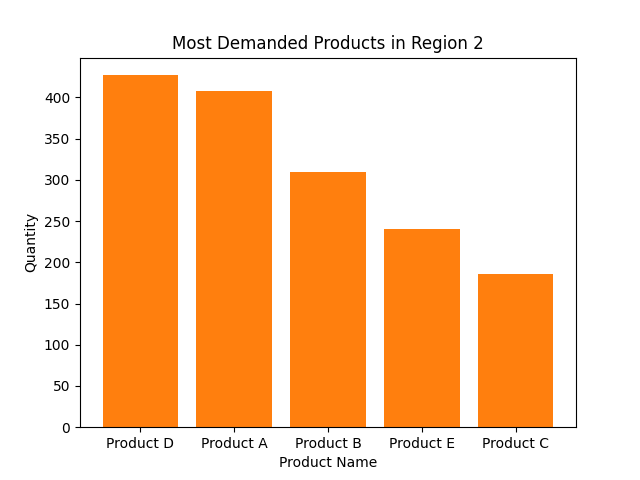 Most Demanded Products in Region 2
Quantity
400
350
300
250
200
150
100
50
0
Product D
Product A
Product B
Product E
Product C
Product Name